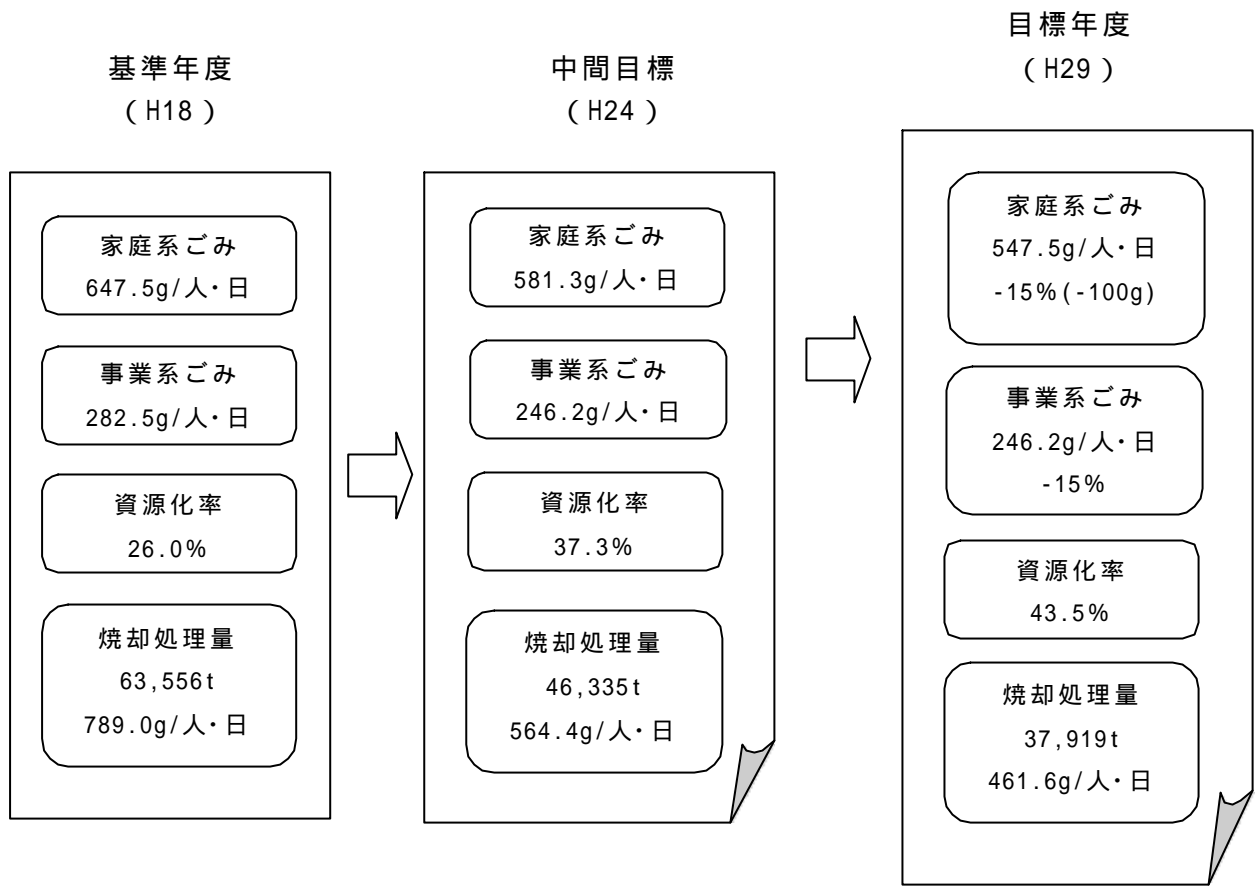 基準年度
（H18）
家庭系ごみ
647.5g/人・日
事業系ごみ
282.5g/人・日
資源化率
26.0%
焼却処理量
63,556t
789.0g/人・日
中間目標
（H24）
家庭系ごみ
581.3g/人・日
事業系ごみ
246.2g/人・日
資源化率
37.3%
焼却処理量
46,335t
564.4g/人・日
目標年度
（H29）
家庭系ごみ
547.5g/人・日
-15%(-100g)
事業系ごみ
246.2g/人・日
-15%
資源化率
43.5%
焼却処理量
37,919t
461.6g/人・日